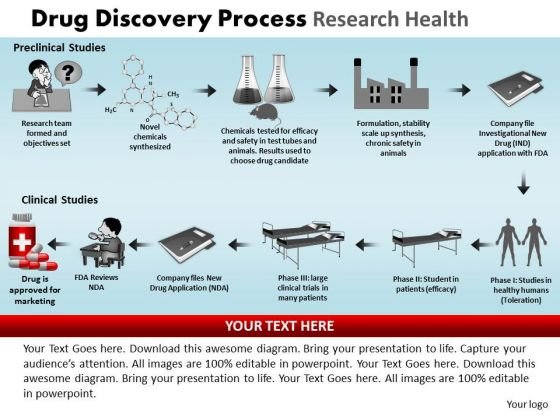 Drug Discovery Process Research Health
Preclinical Studies
?
Research team
formed and
objectives set
H₃C
N
N
H
CH₃
N
O
S
Novel
chemicals
synthesized
Chemicals tested for efficacy
and safety in test tubes and
animals. Results used to
choose drug candidate
Formulation, stability
scale up synthesis,
chronic safety in
animals
Company file
Investigational New
Drug (IND)
application with FDA
Clinical Studies
Drug is
approved for
marketing
FDA Reviews
NDA
Company files New
Drug Application (NDA)
Phase III: large
clinical trials in
many patients
Phase II: Student in
patients (efficacy)
Phase I: Studies in
healthy humans
(Toleration)
YOUR TEXT HERE
Your Text Goes here. Download this awesome diagram. Bring your presentation to life. Capture your
audience's attention. All images are 100% editable in powerpoint. Your Text Goes here. Download this
awesome diagram. Bring your presentation to life. Your Text Goes here. All images are 100% editable
in powerpoint.
Your logo